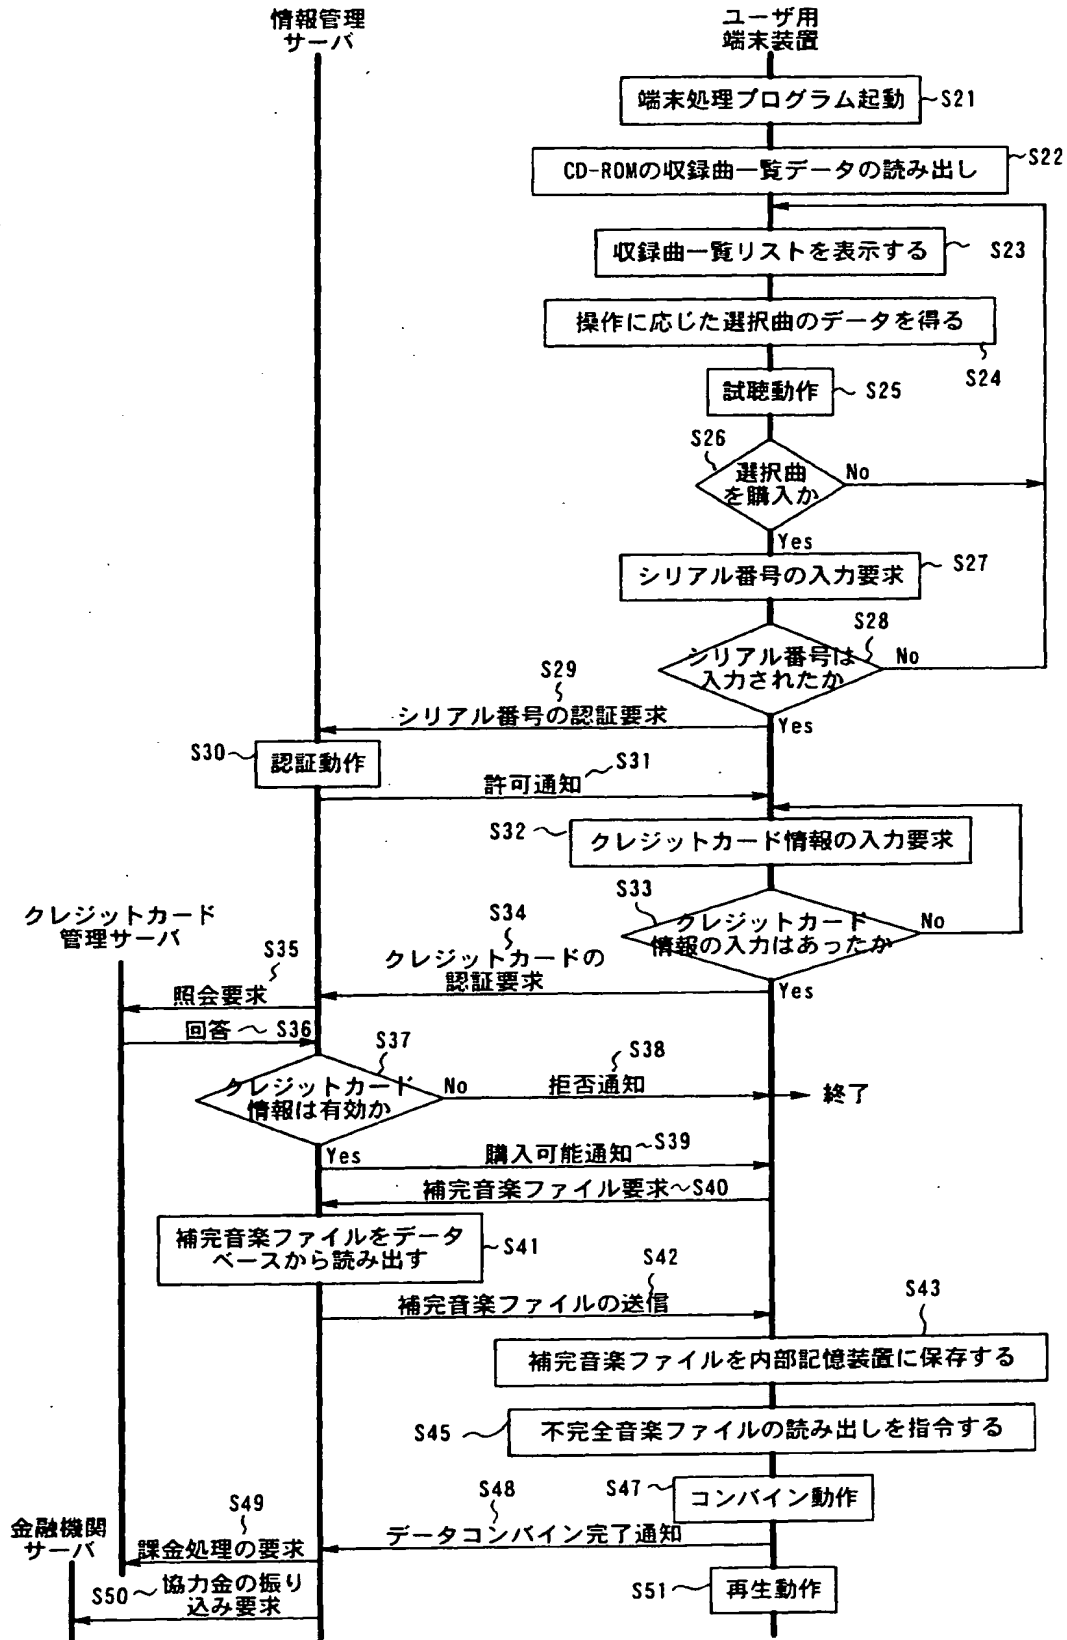 情報管理
サーバ
ユーザ用
端末装置
端末処理プログラム起動
S21
CD-ROMの収録曲一覧データの読み出し
S22
収録曲一覧リストを表示する
S23
操作に応じた選択曲のデータを得る
S24
試聴動作
S25
S26
選択曲
を購入か
No
Yes
シリアル番号の入力要求
S27
S28
シリアル番号は
入力されたか
No
Yes
S29
シリアル番号の認証要求
S30
認証動作
S31
許可通知
S32
クレジットカード情報の入力要求
S33
クレジットカード
情報の入力はあったか
No
Yes
クレジットカード
管理サーバ
S34
クレジットカードの
認証要求
S35
照会要求
回答
S36
S37
クレジットカード
情報は有効か
No
Yes
S38
拒否通知
終了
購入可能通知
S39
補完音楽ファイル要求
S40
補完音楽ファイルをデータ
ベースから読み出す
S41
S42
補完音楽ファイルの送信
S43
補完音楽ファイルを内部記憶装置に保存する
S45
不完全音楽ファイルの読み出しを指令する
S47
コンバイン動作
S48
データコンバイン完了通知
S49
課金処理の要求
金融機関
サーバ
S50
協力金の振り
込み要求
S51
再生動作